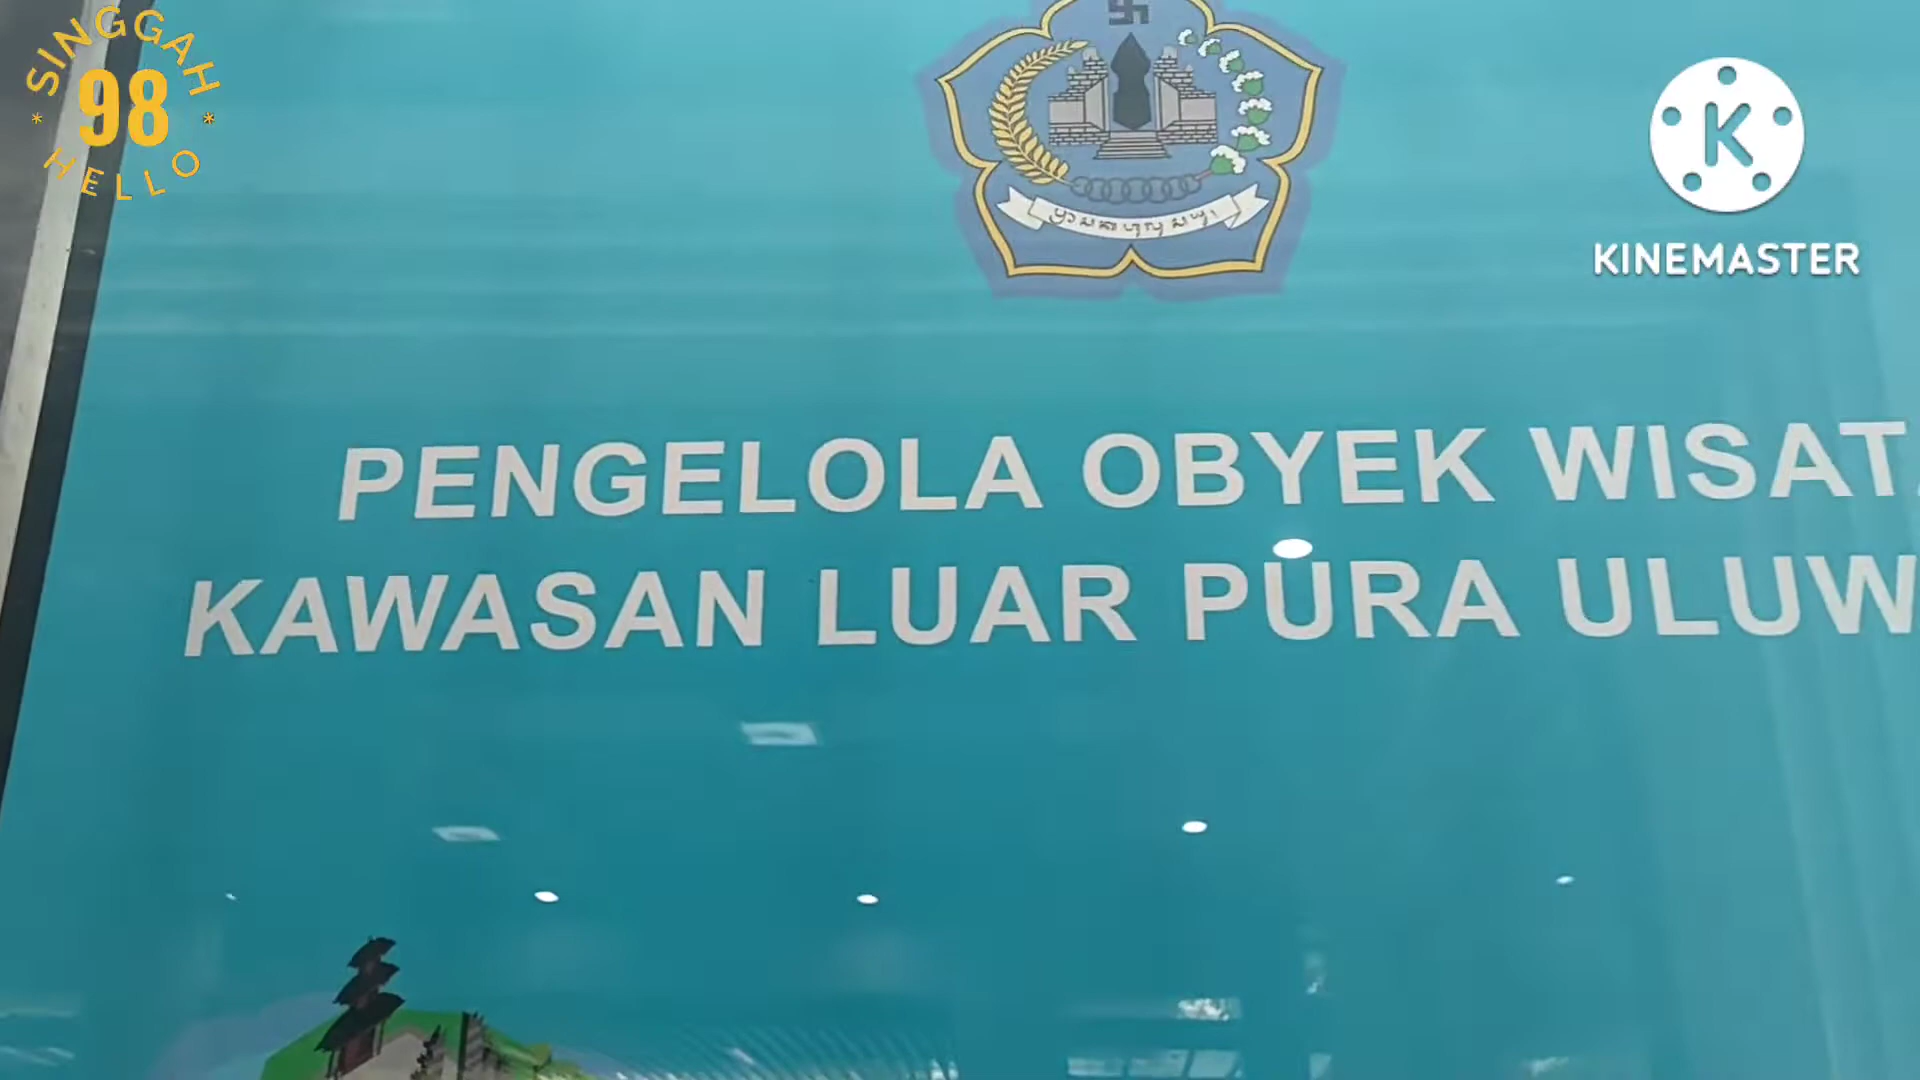 SINGGAH
98
HELLO
K
KINEMASTER
PENGELOLA OBYEK WISAT
KAWASAN LUAR PURA ULUW